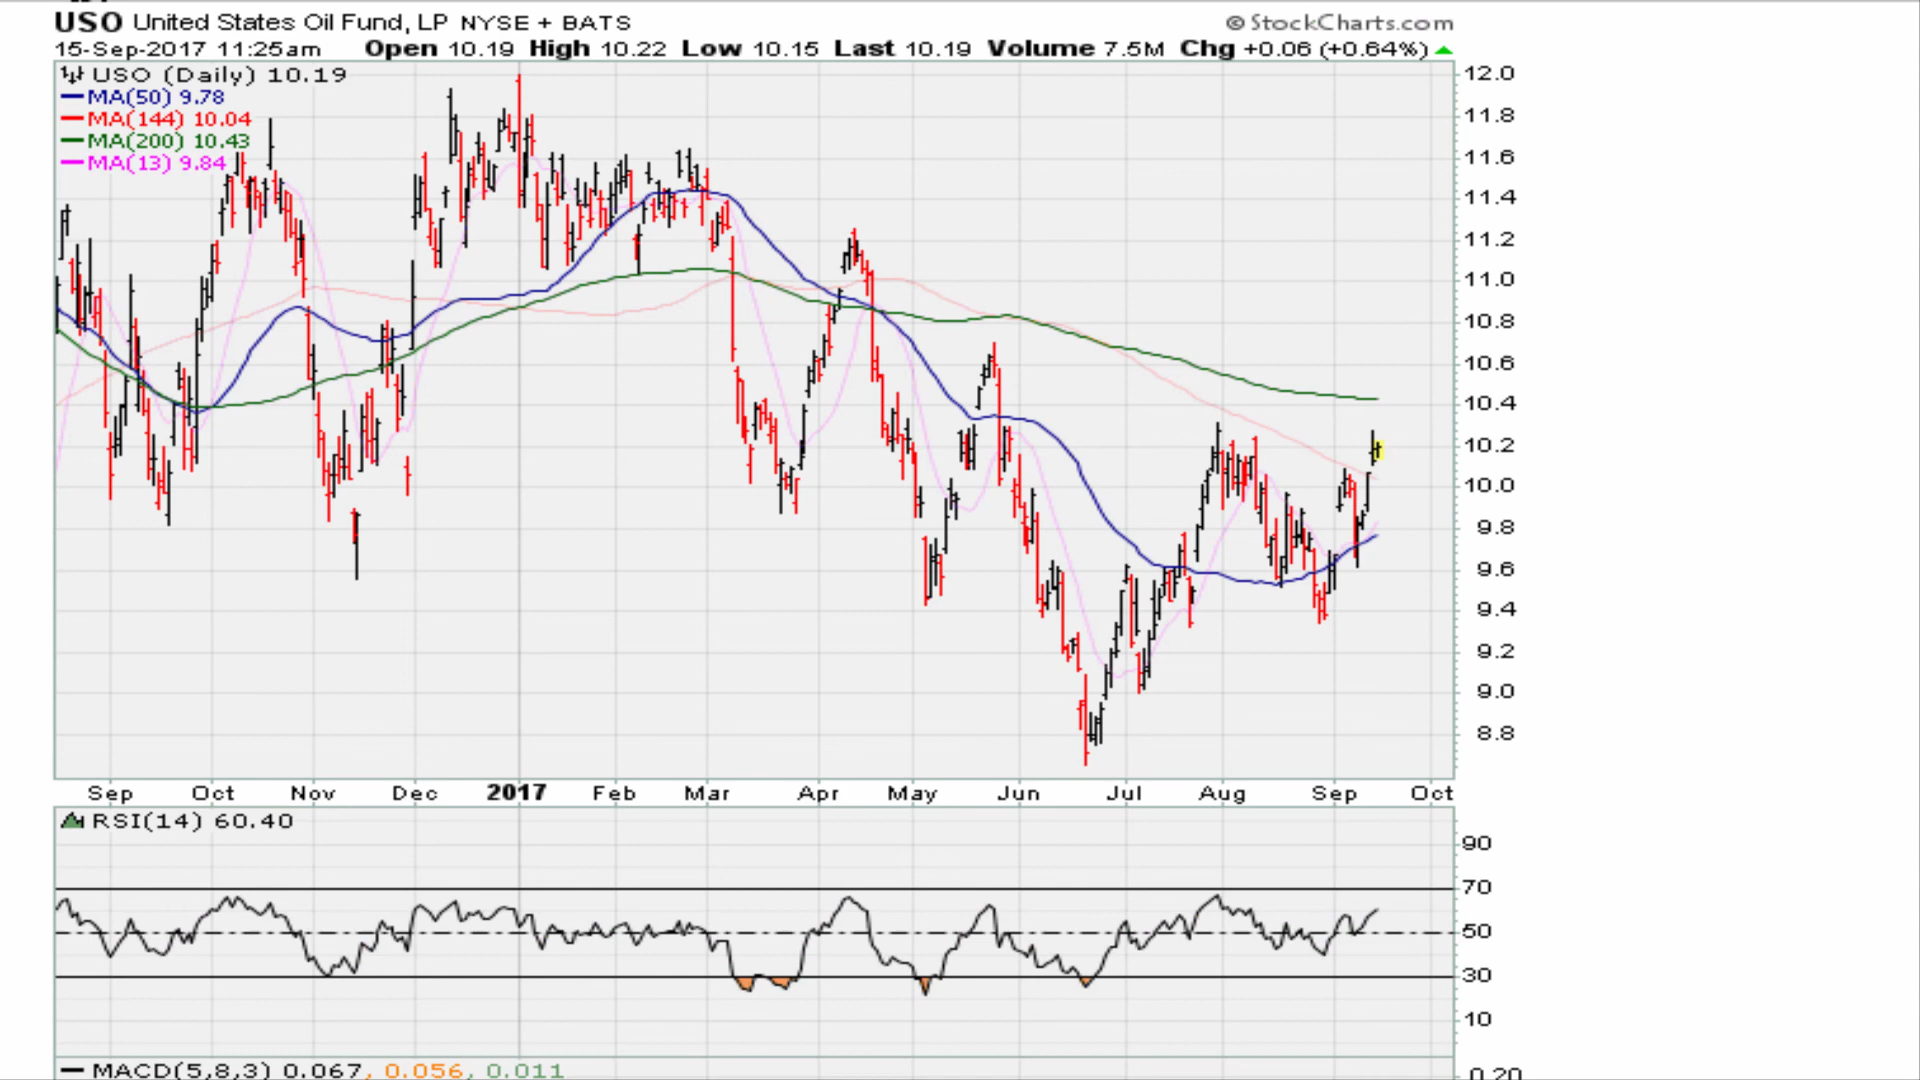 USO United States Oil Fund, LP NYSE + BATS © StockCharts.com
15-Sep-2017 11:25am Open 10.19 High 10.22 Low 10.15 Last 10.19 Volume 7.5M Chg +0.06 (+0.64%)
USO (Daily) 10.19
MA(50) 9.78
MA(144) 10.04
MA(200) 10.43
MA(13) 9.84
12.0
11.8
11.6
11.4
11.2
11.0
10.8
10.6
10.4
10.2
10.0
9.8
9.6
9.4
9.2
9.0
8.8
Sep Oct Nov Dec 2017 Feb Mar Apr May Jun Jul Aug Sep Oct
RSI(14) 60.40
90
70
50
30
10
MACD(5,8,3) 0.067, 0.056, 0.011
0.20